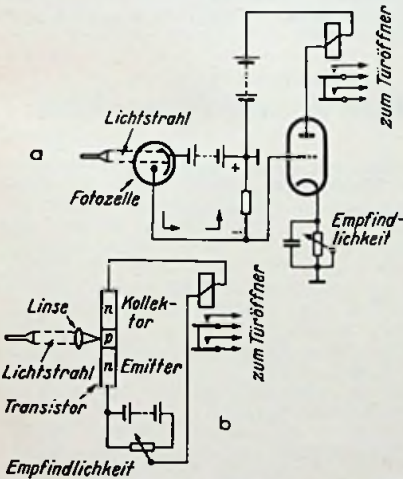 a
Lichtstrahl
Fotozelle
+
zum Türöffner
Empfind-
lichkeit
Linse
Lichtstrahl
Transistor
n
p
n
Kollek-
tor
Emitter
zum Türöffner
b
Empfindlichkeit